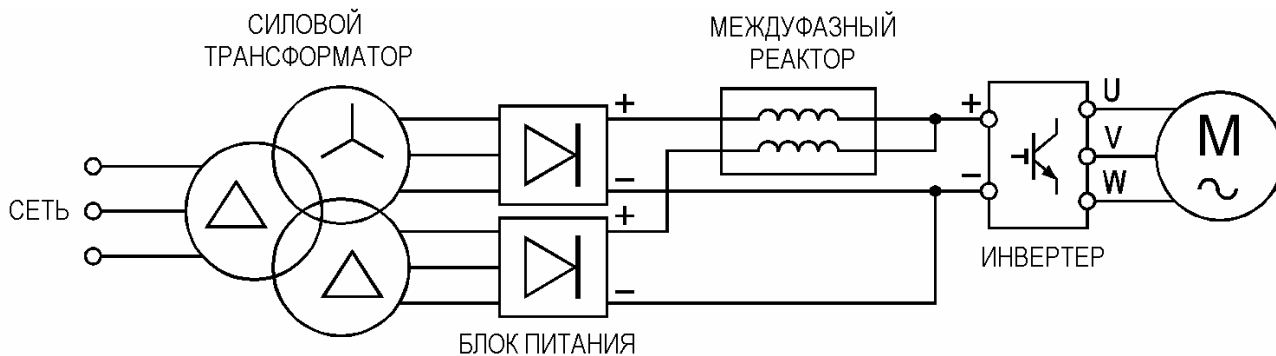 СИЛОВОЙ
ТРАНСФОРМАТОР
МЕЖДУФАЗНЫЙ
РЕАКТОР
СЕТЬ
+
−
+
−
+
−
U
V
W
M
ИНВЕРТЕР
БЛОК ПИТАНИЯ